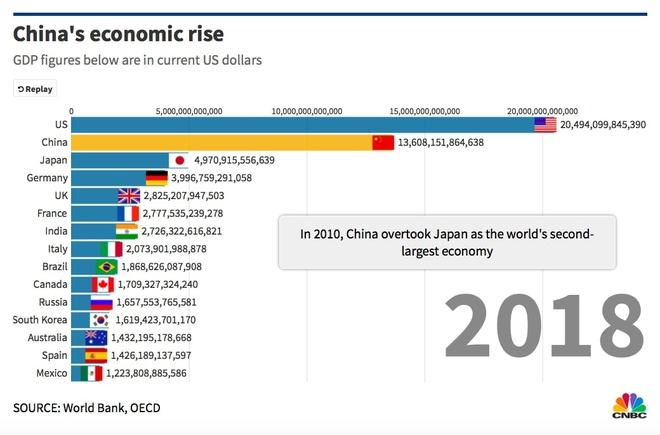 China's economic rise
GDP figures below are in current US dollars
Replay
0 5,000,000,000,000 10,000,000,000,000 15,000,000,000,000 20,000,000,000,000
US 20,494,099,845,390
China 13,608,151,864,638
Japan 4,970,915,556,639
Germany 3,996,759,291,058
UK 2,825,207,947,503
France 2,777,535,239,278
India 2,726,322,616,821
Italy 2,073,901,988,878
Brazil 1,868,626,087,908
Canada 1,709,327,324,240
Russia 1,657,553,765,581
South Korea 1,619,423,701,170
Australia 1,432,195,178,668
Spain 1,426,189,137,597
Mexico 1,223,808,885,586
In 2010, China overtook Japan as the world's second-
largest economy
2018
SOURCE: World Bank, OECD
CNBC